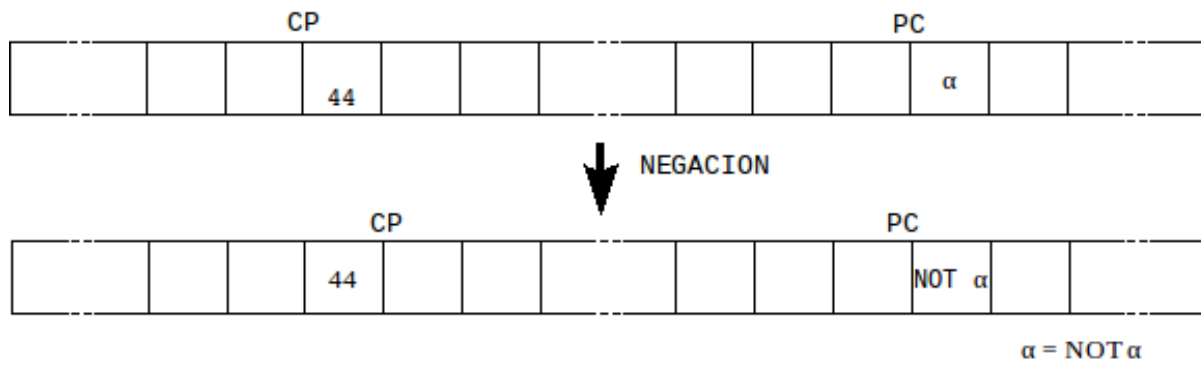 CP PC
44 α
NEGACION
CP PC
44 NOT α
α = NOT α